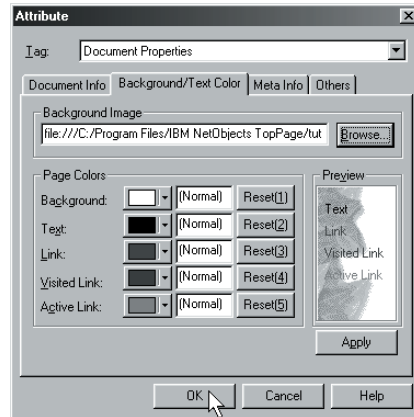 Attribute
Tag: Document Properties
Document Info Background/Text Color Meta Info Others
Background Image
file:///C:/Program Files/IBM NetObjects TopPage/tut Browse...
Page Colors
Background: (Normal) Reset(1)
Text: (Normal) Reset(2)
Link: (Normal) Reset(3)
Visited Link: (Normal) Reset(4)
Active Link: (Normal) Reset(5)
Preview
Text
Link
Visited Link
Active Link
Apply
OK Cancel Help